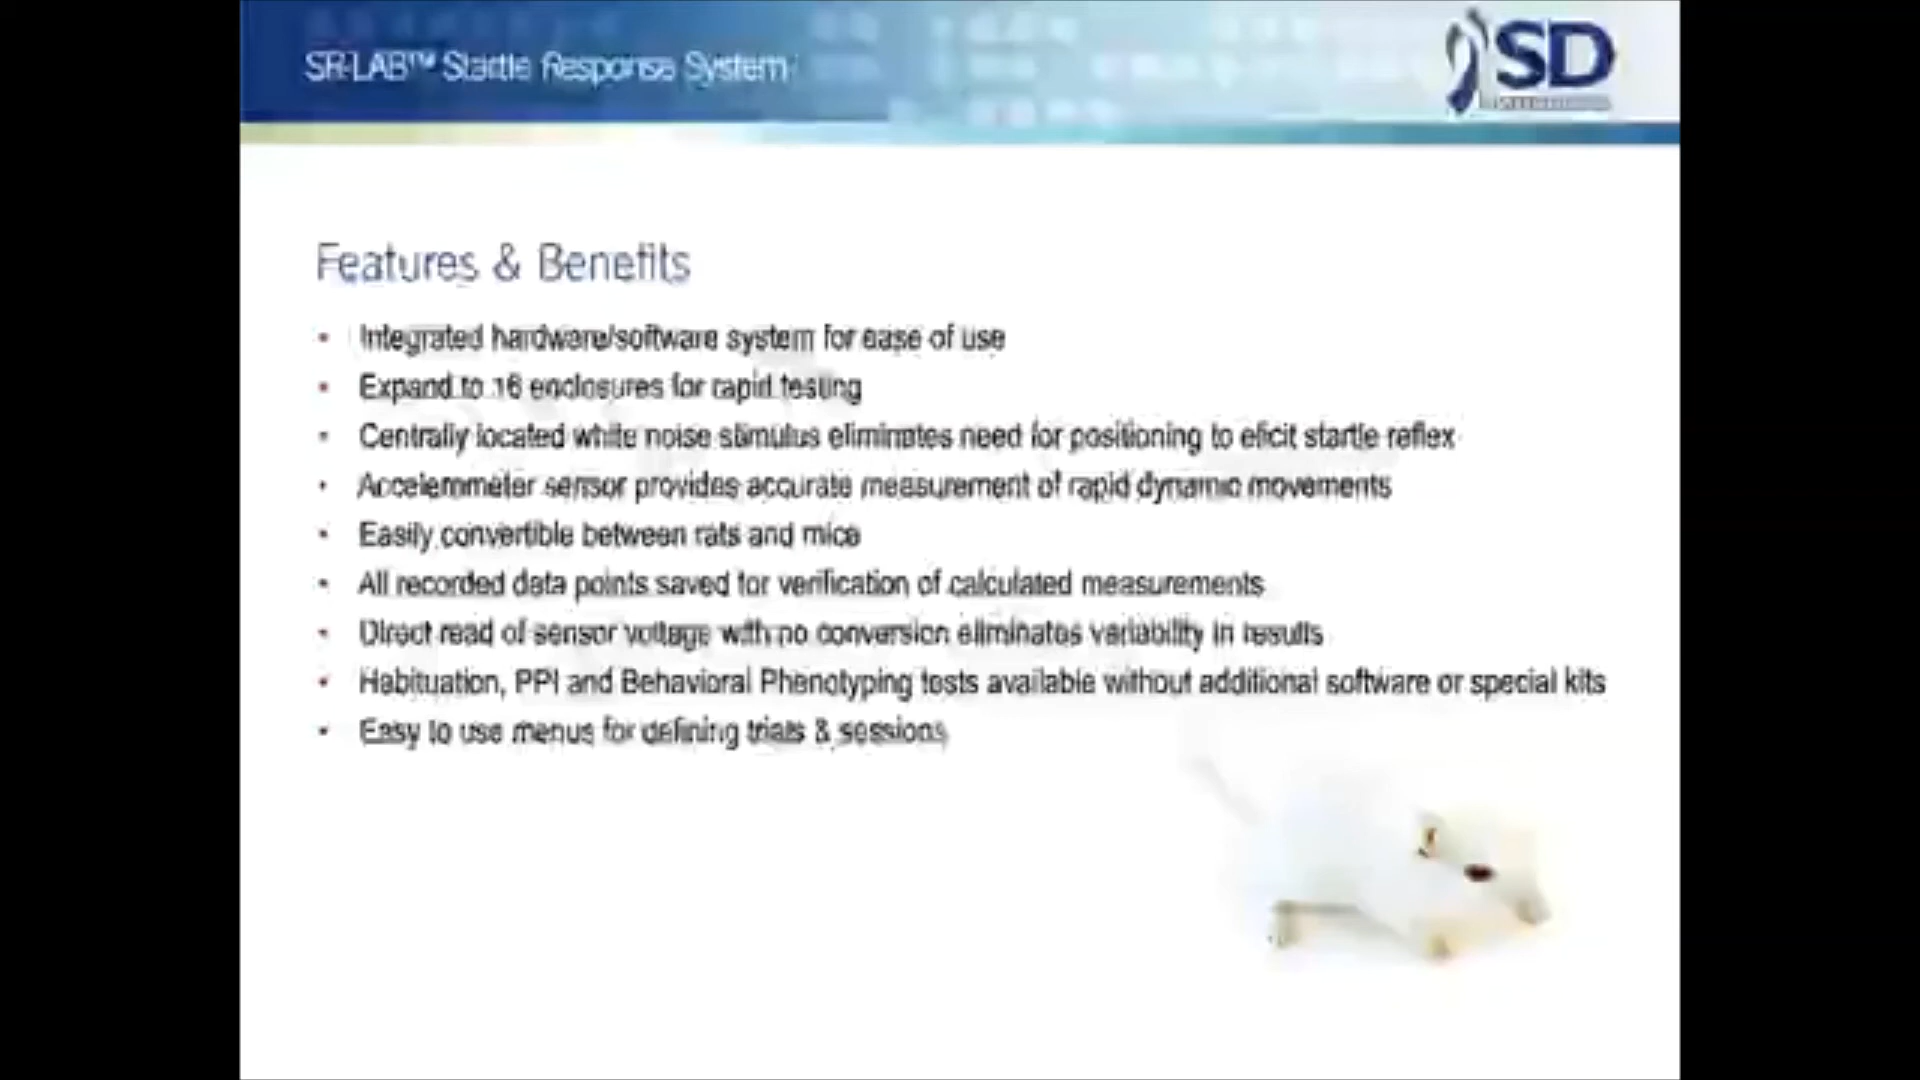 SR-LAB™ Startle Response System
SD
Instruments
Features & Benefits
• Integrated hardware/software system for ease of use
• Expand to 16 enclosures for rapid testing
• Centrally located white noise stimulus eliminates need for positioning to elicit startle reflex
• Accelerometer sensor provides accurate measurement of rapid dynamic movements
• Easily convertible between rats and mice
• All recorded data points saved for verification of calculated measurements
• Direct read of sensor voltage with no conversion eliminates variability in results
• Habituation, PPI and Behavioral Phenotyping tests available without additional software or special kits
• Easy to use menus for defining trials & sessions